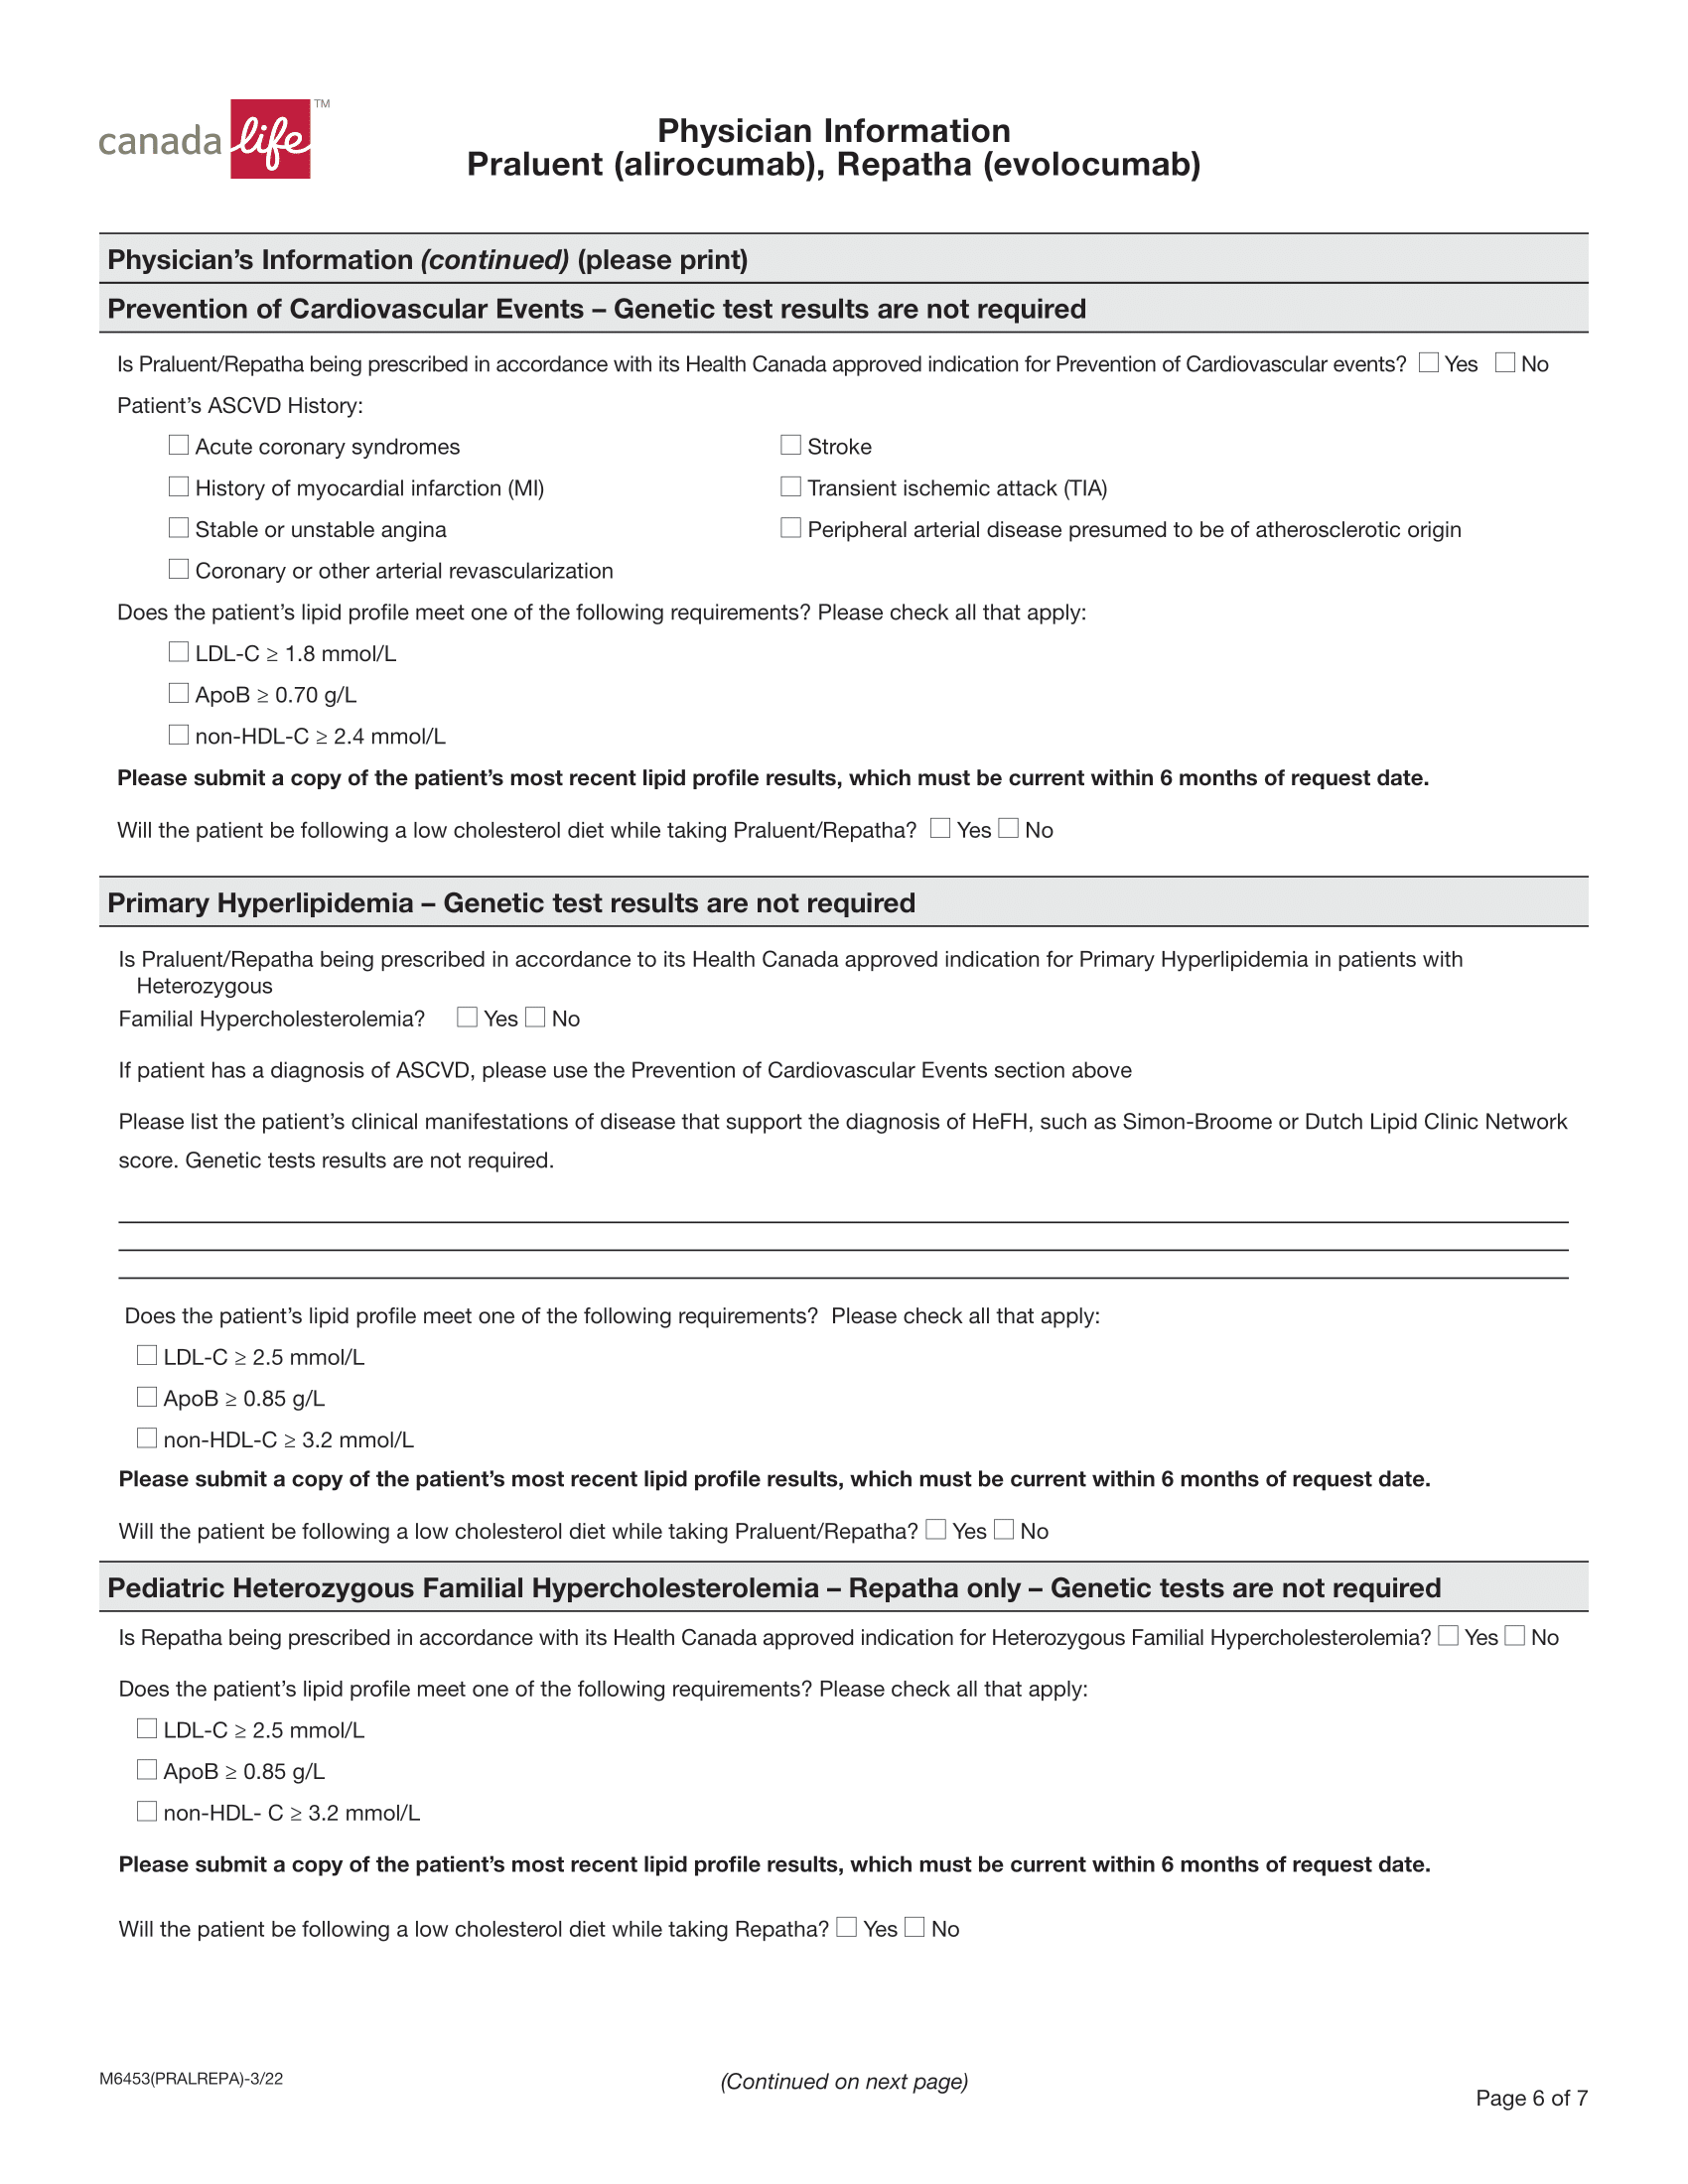 canada life TM
Physician Information
Praluent (alirocumab), Repatha (evolocumab)
Physician's Information (continued) (please print)
Prevention of Cardiovascular Events – Genetic test results are not required
Is Praluent/Repatha being prescribed in accordance with its Health Canada approved indication for Prevention of Cardiovascular events? ☐ Yes ☐ No
Patient's ASCVD History:
☐ Acute coronary syndromes
☐ History of myocardial infarction (MI)
☐ Stable or unstable angina
☐ Coronary or other arterial revascularization
☐ Stroke
☐ Transient ischemic attack (TIA)
☐ Peripheral arterial disease presumed to be of atherosclerotic origin
Does the patient's lipid profile meet one of the following requirements? Please check all that apply:
☐ LDL-C ≥ 1.8 mmol/L
☐ ApoB ≥ 0.70 g/L
☐ non-HDL-C ≥ 2.4 mmol/L
Please submit a copy of the patient's most recent lipid profile results, which must be current within 6 months of request date.
Will the patient be following a low cholesterol diet while taking Praluent/Repatha? ☐ Yes ☐ No
Primary Hyperlipidemia – Genetic test results are not required
Is Praluent/Repatha being prescribed in accordance to its Health Canada approved indication for Primary Hyperlipidemia in patients with
Heterozygous
Familial Hypercholesterolemia? ☐ Yes ☐ No
If patient has a diagnosis of ASCVD, please use the Prevention of Cardiovascular Events section above
Please list the patient's clinical manifestations of disease that support the diagnosis of HeFH, such as Simon-Broome or Dutch Lipid Clinic Network
score. Genetic tests results are not required.
Does the patient's lipid profile meet one of the following requirements? Please check all that apply:
☐ LDL-C ≥ 2.5 mmol/L
☐ ApoB ≥ 0.85 g/L
☐ non-HDL-C ≥ 3.2 mmol/L
Please submit a copy of the patient's most recent lipid profile results, which must be current within 6 months of request date.
Will the patient be following a low cholesterol diet while taking Praluent/Repatha? ☐ Yes ☐ No
Pediatric Heterozygous Familial Hypercholesterolemia – Repatha only – Genetic tests are not required
Is Repatha being prescribed in accordance with its Health Canada approved indication for Heterozygous Familial Hypercholesterolemia? ☐ Yes ☐ No
Does the patient's lipid profile meet one of the following requirements? Please check all that apply:
☐ LDL-C ≥ 2.5 mmol/L
☐ ApoB ≥ 0.85 g/L
☐ non-HDL- C ≥ 3.2 mmol/L
Please submit a copy of the patient's most recent lipid profile results, which must be current within 6 months of request date.
Will the patient be following a low cholesterol diet while taking Repatha? ☐ Yes ☐ No
M6453(PRALREPA)-3/22
(Continued on next page)
Page 6 of 7